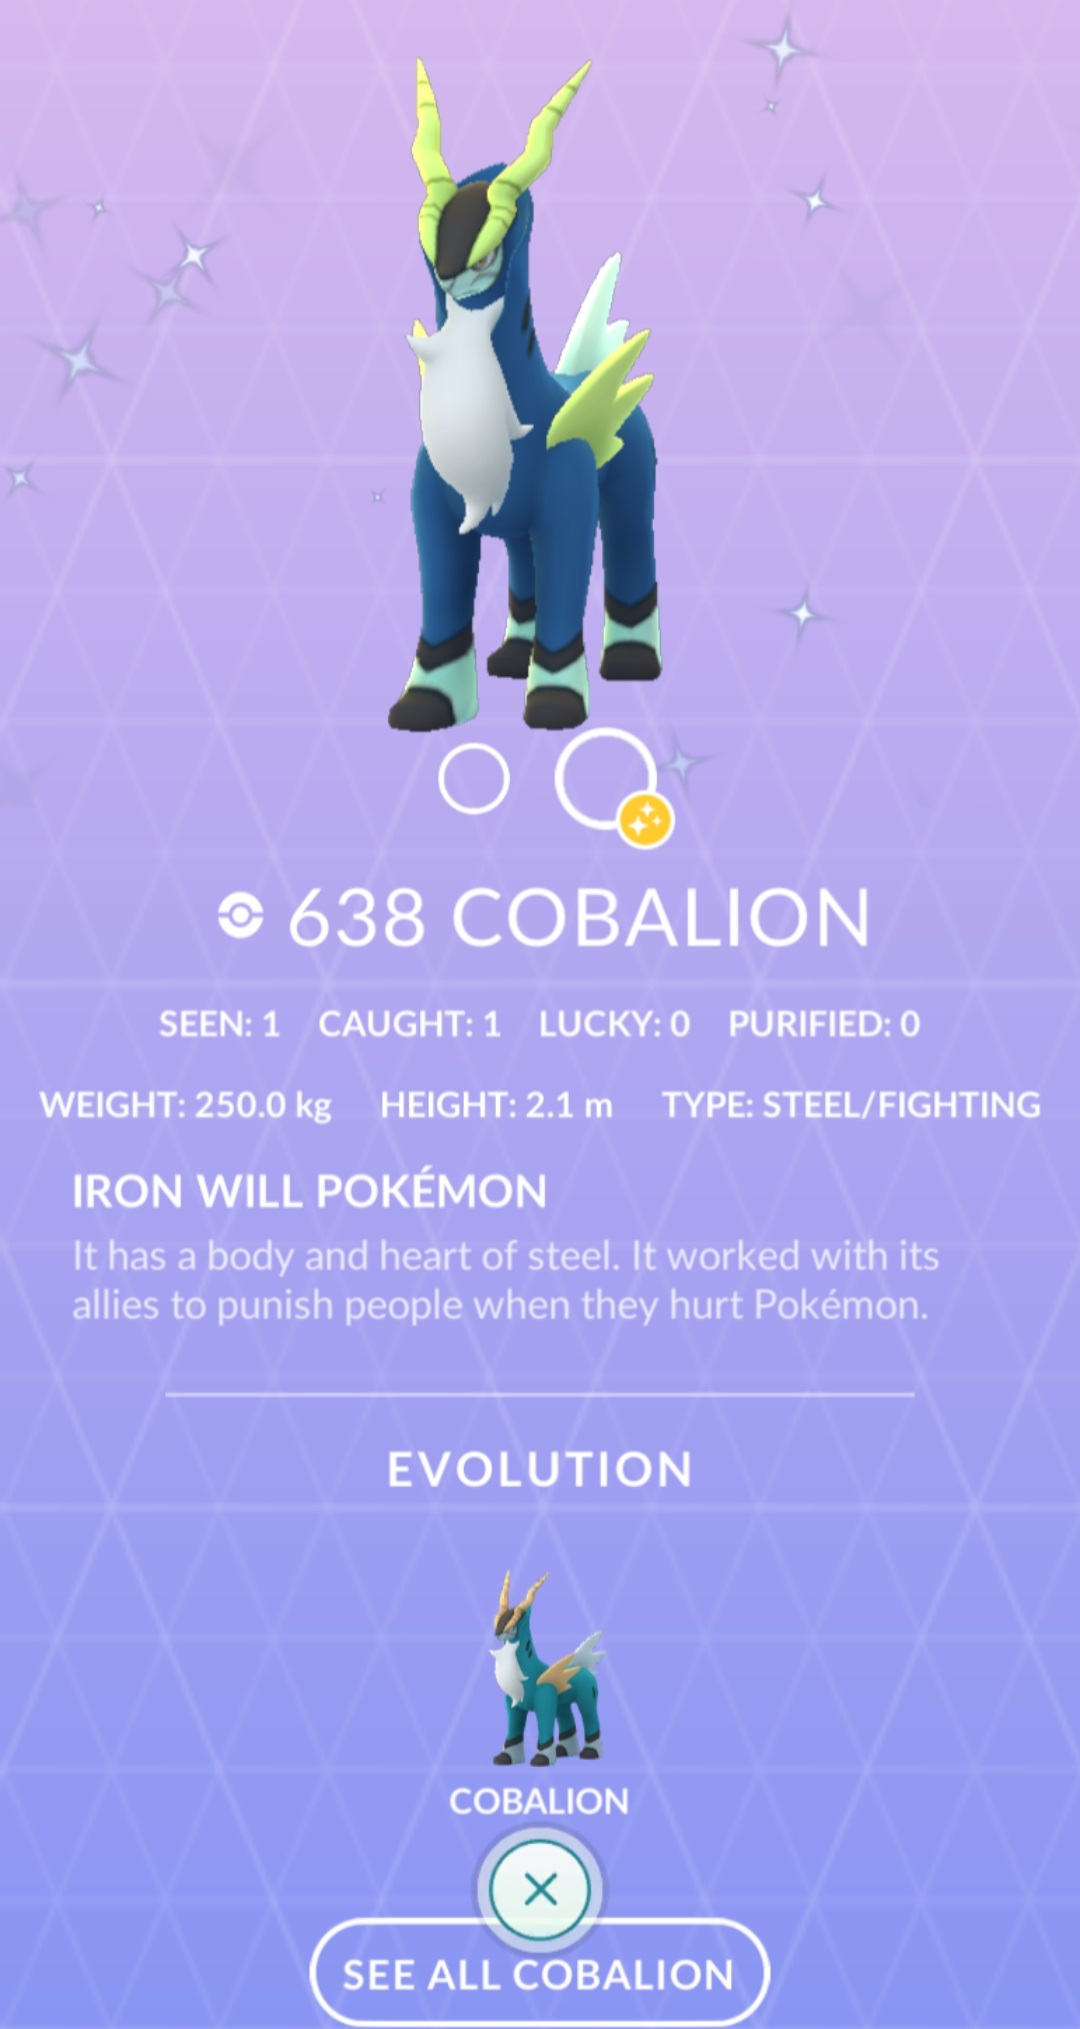 638 COBALION
SEEN: 1 CAUGHT: 1 LUCKY: 0 PURIFIED: 0
WEIGHT: 250.0 kg HEIGHT: 2.1 m TYPE: STEEL/FIGHTING
IRON WILL POKÉMON
It has a body and heart of steel. It worked with its
allies to punish people when they hurt Pokémon.
EVOLUTION
COBALION
SEE ALL COBALION